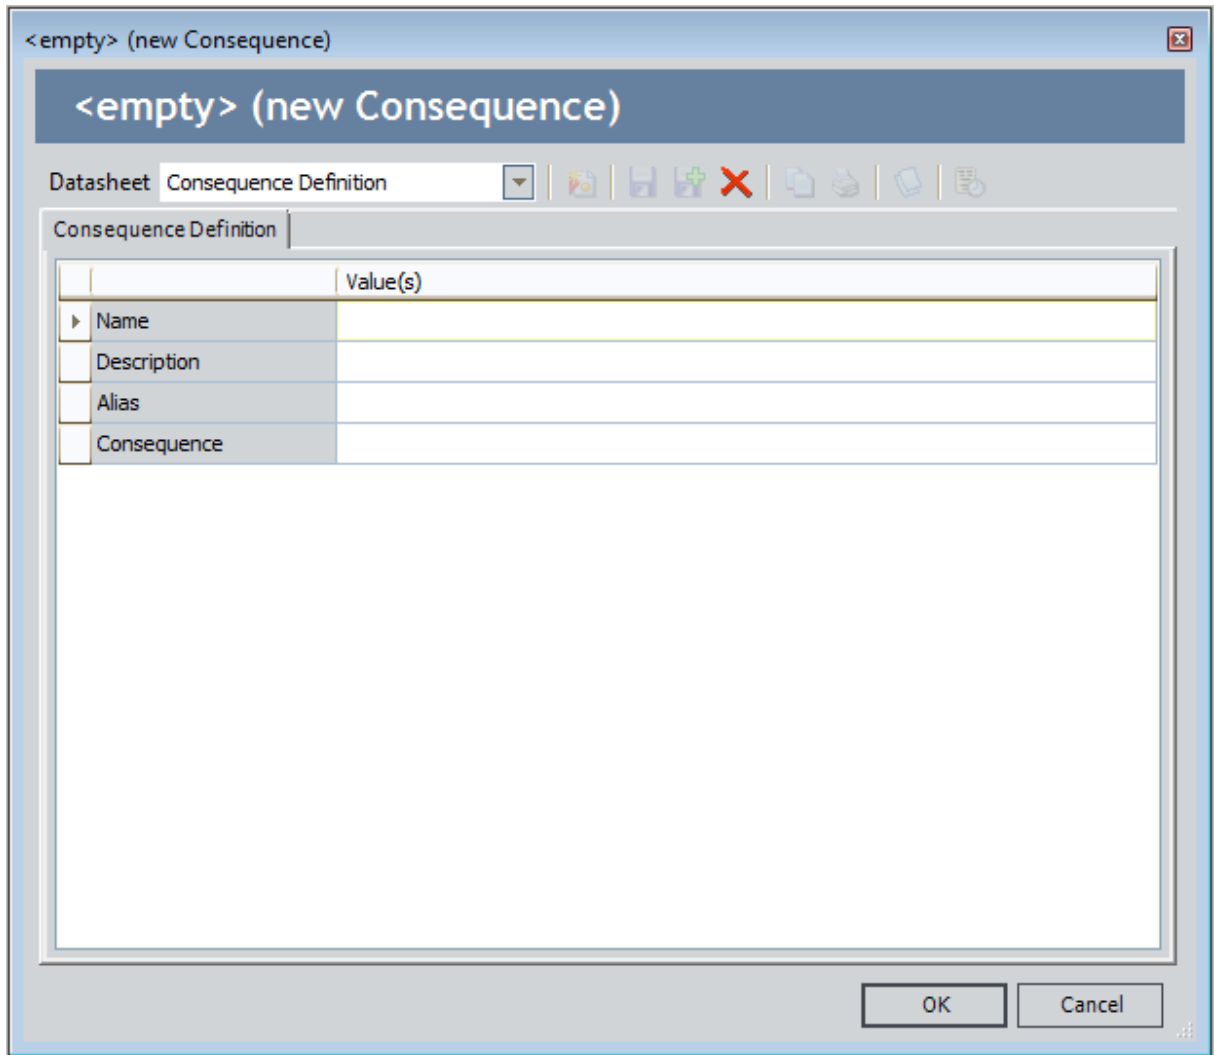 <empty> (new Consequence)
<empty> (new Consequence)
Datasheet Consequence Definition
Consequence Definition
Value(s)
Name
Description
Alias
Consequence
OK Cancel